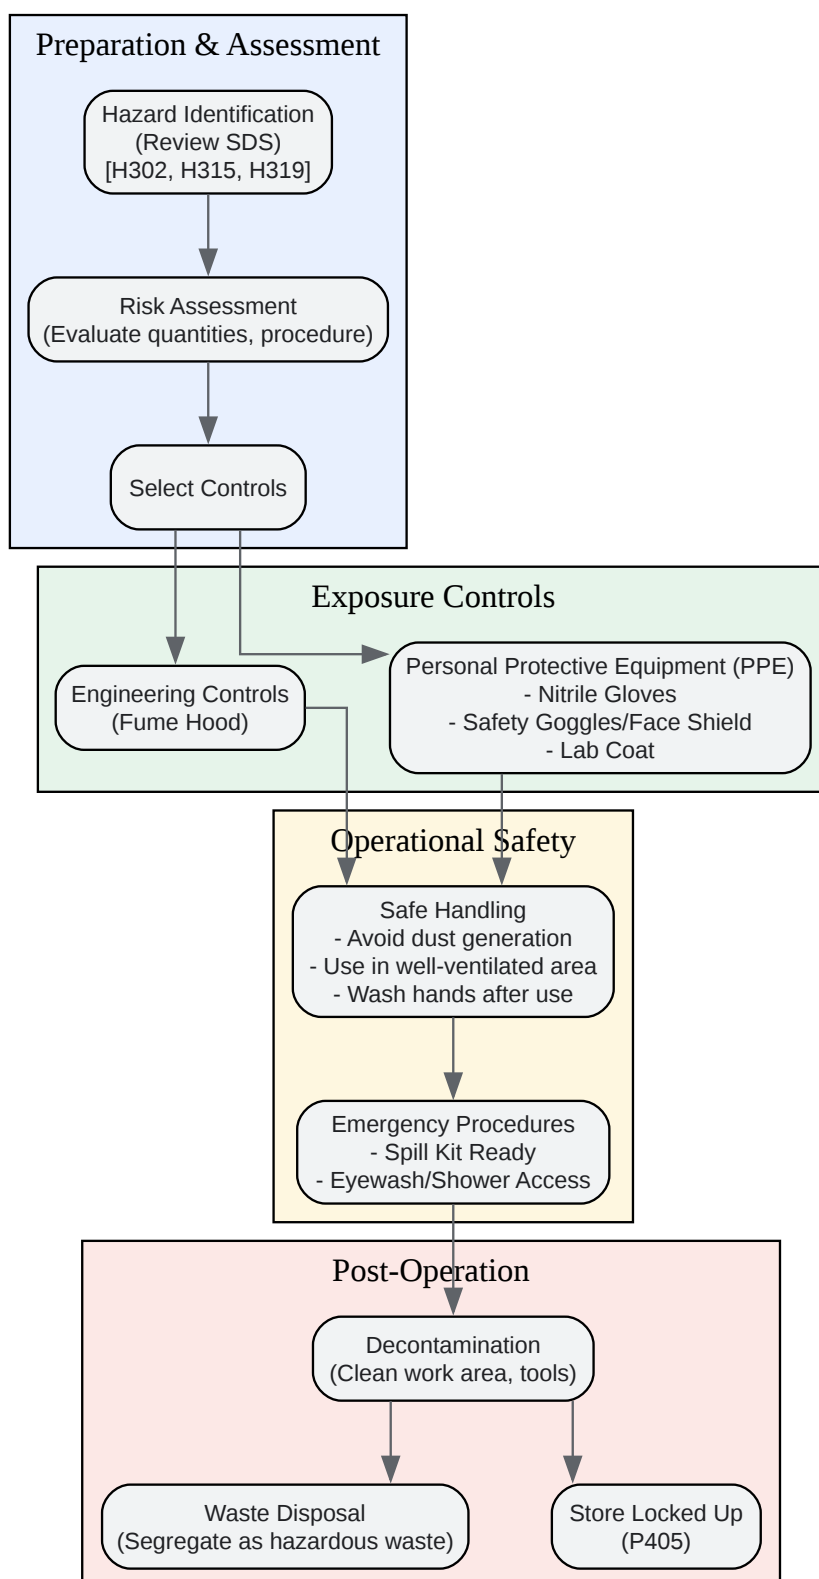 Preparation & Assessment
Hazard Identification
(Review SDS)
[H302, H315, H319]
Risk Assessment
(Evaluate quantities, procedure)
Select Controls
Exposure Controls
Engineering Controls
(Fume Hood)
Personal Protective Equipment (PPE)
- Nitrile Gloves
- Safety Goggles/Face Shield
- Lab Coat
Operational Safety
Safe Handling
- Avoid dust generation
- Use in well-ventilated area
- Wash hands after use
Emergency Procedures
- Spill Kit Ready
- Eyewash/Shower Access
Post-Operation
Decontamination
(Clean work area, tools)
Waste Disposal
(Segregate as hazardous waste)
Store Locked Up
(P405)